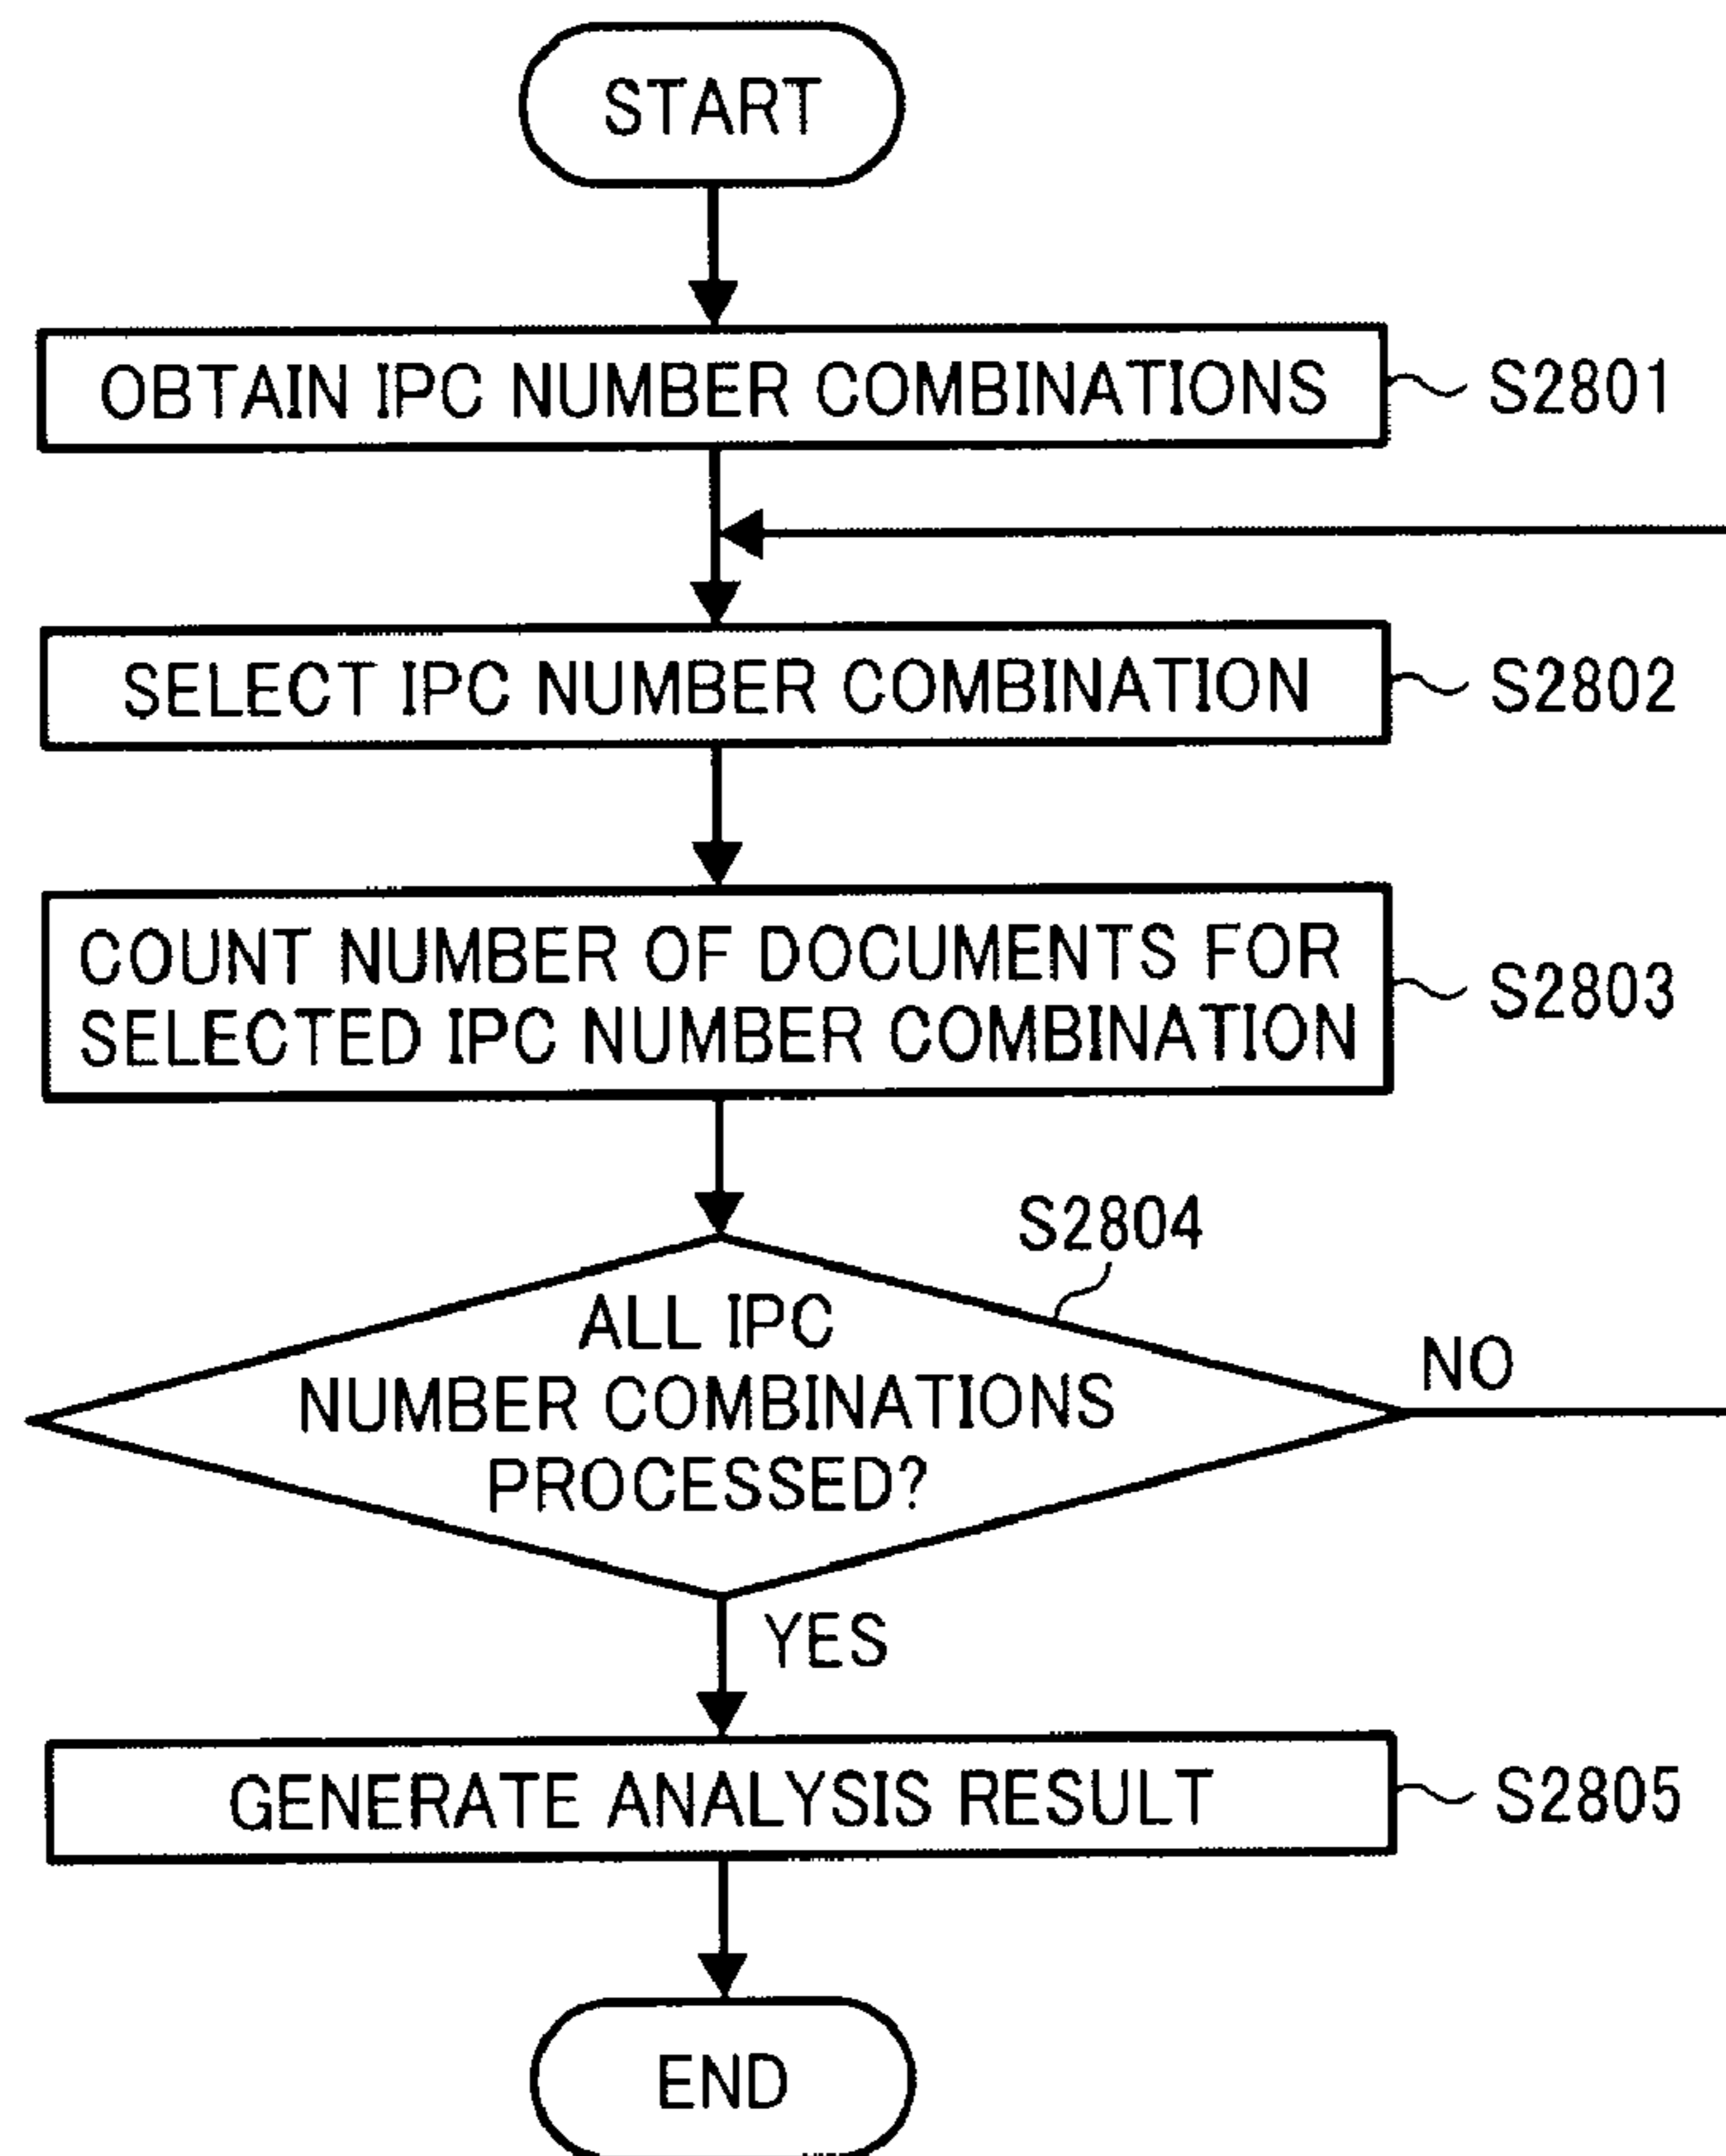 START
OBTAIN IPC NUMBER COMBINATIONS
S2801
SELECT IPC NUMBER COMBINATION
S2802
COUNT NUMBER OF DOCUMENTS FOR
SELECTED IPC NUMBER COMBINATION
S2803
S2804
ALL IPC
NUMBER COMBINATIONS
PROCESSED?
NO
YES
GENERATE ANALYSIS RESULT
S2805
END